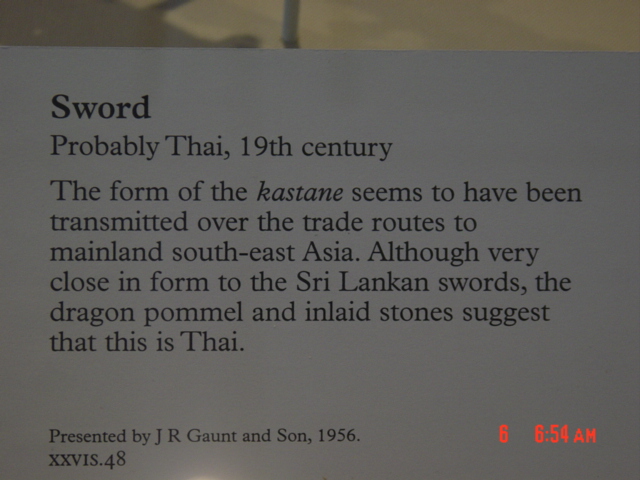 Sword
Probably Thai, 19th century
The form of the kastane seems to have been
transmitted over the trade routes to
mainland south-east Asia. Although very
close in form to the Sri Lankan swords, the
dragon pommel and inlaid stones suggest
that this is Thai.
Presented by J R Gaunt and Son, 1956.
XXVIS.48
6 6:54 AM